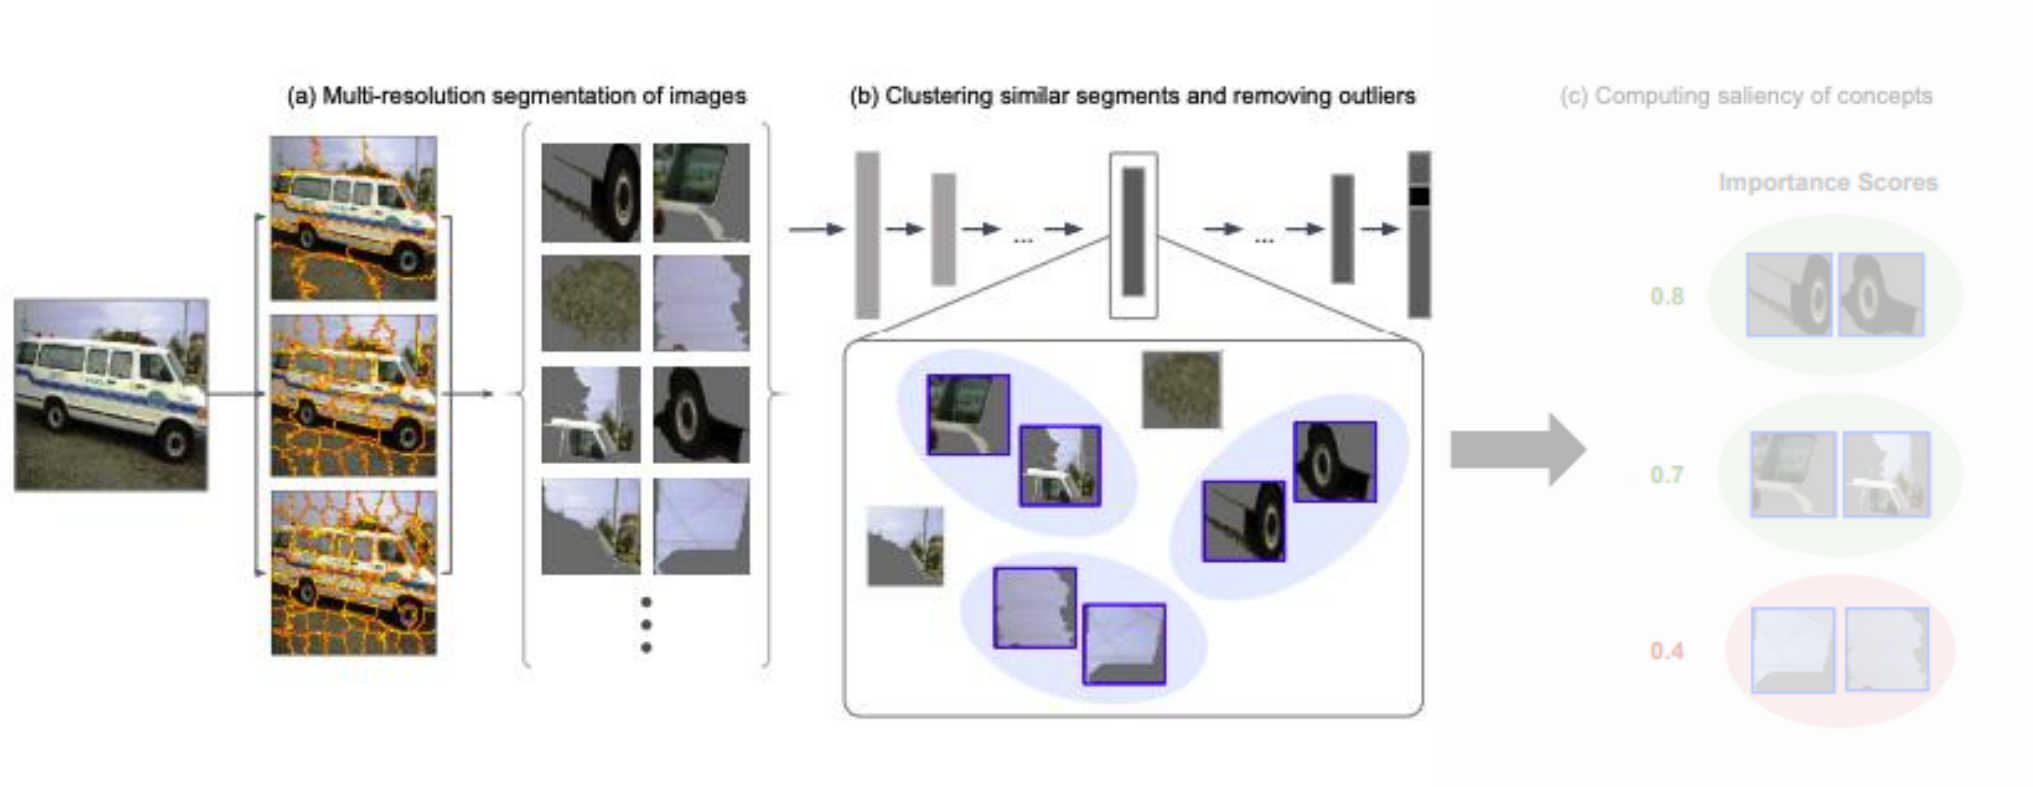 (a) Multi-resolution segmentation of images
(b) Clustering similar segments and removing outliers
(c) Computing saliency of concepts
Importance Scores
...
...
0.8
0.7
0.4